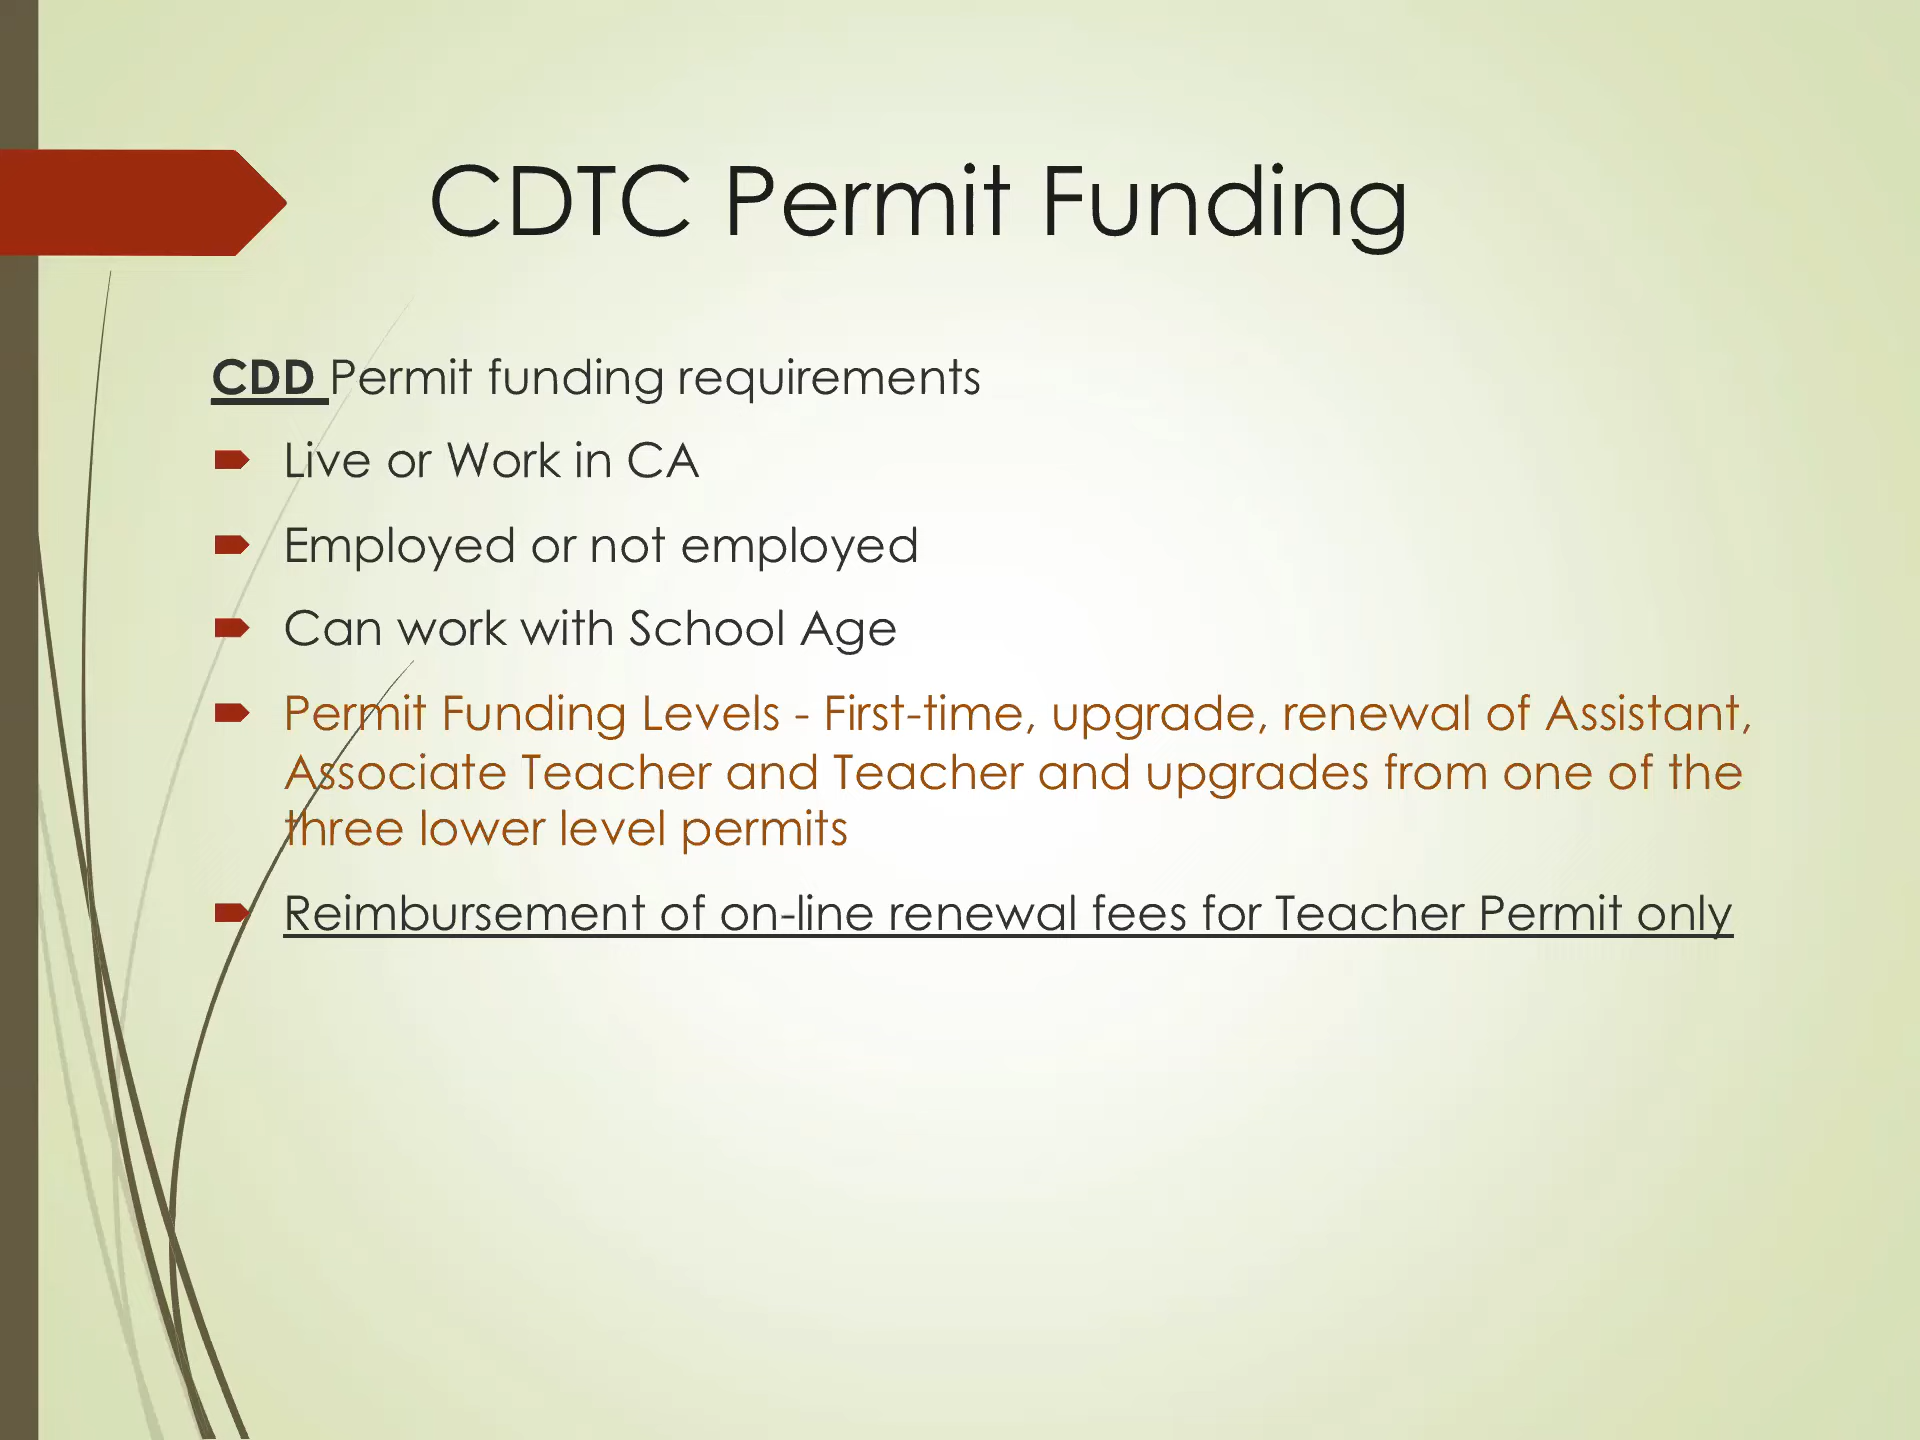 CDTC Permit Funding
CDD Permit funding requirements
Live or Work in CA
Employed or not employed
Can work with School Age
Permit Funding Levels - First-time, upgrade, renewal of Assistant,
Associate Teacher and Teacher and upgrades from one of the
three lower level permits
Reimbursement of on-line renewal fees for Teacher Permit only